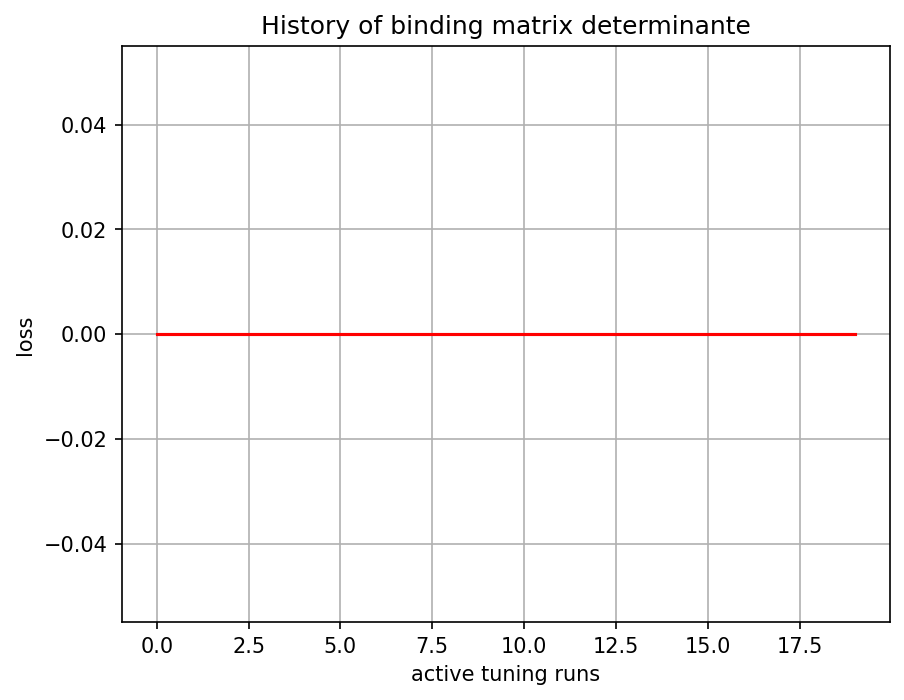 History of binding matrix determinante
0.04
0.02
0.00
−0.02
−0.04
loss
0.0 2.5 5.0 7.5 10.0 12.5 15.0 17.5
active tuning runs